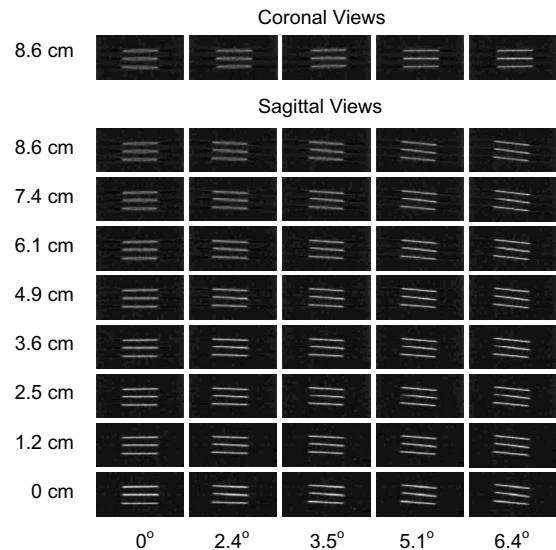 Coronal Views
8.6 cm
Sagittal Views
8.6 cm
7.4 cm
6.1 cm
4.9 cm
3.6 cm
2.5 cm
1.2 cm
0 cm
0° 2.4° 3.5° 5.1° 6.4°